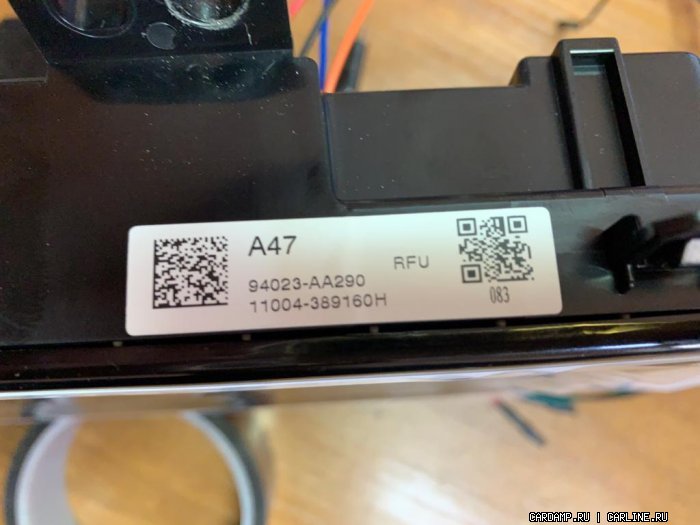 A47
RFU
94023-AA290
11004-389160H
083
CARDAMP.RU | CARLINE.RU